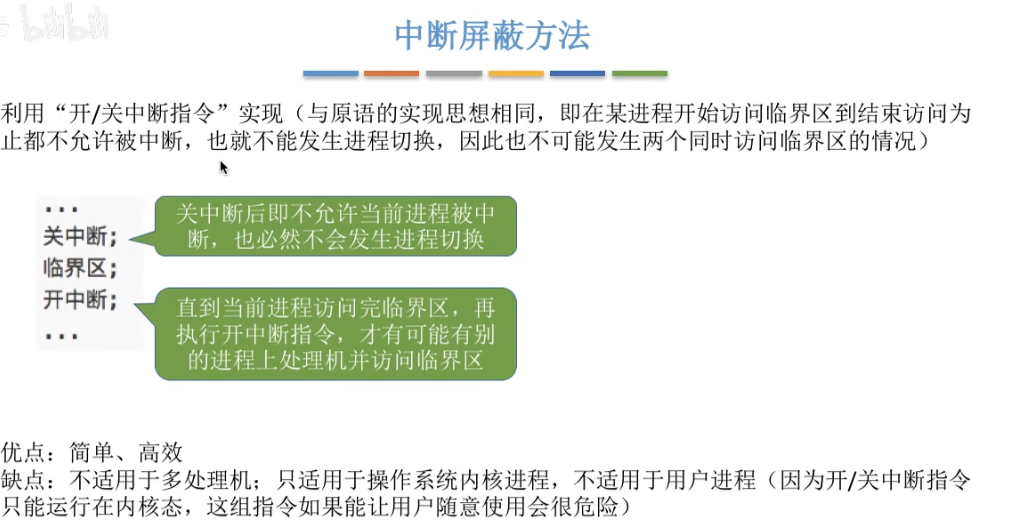 bilibili
中断屏蔽方法
利用“开/关中断指令”实现（与原语的实现思想相同，即在某进程开始访问临界区到结束访问为
止都不允许被中断，也就不能发生进程切换，因此也不可能发生两个同时访问临界区的情况）
...
关中断;
临界区;
开中断;
...
关中断后即不允许当前进程被中
断，也必然不会发生进程切换
直到当前进程访问完临界区，再
执行开中断指令，才有可能有别
的进程上处理机并访问临界区
优点：简单、高效
缺点：不适用于多处理机；只适用于操作系统内核进程，不适用于用户进程（因为开/关中断指令
只能运行在内核态，这组指令如果能让用户随意使用会很危险）